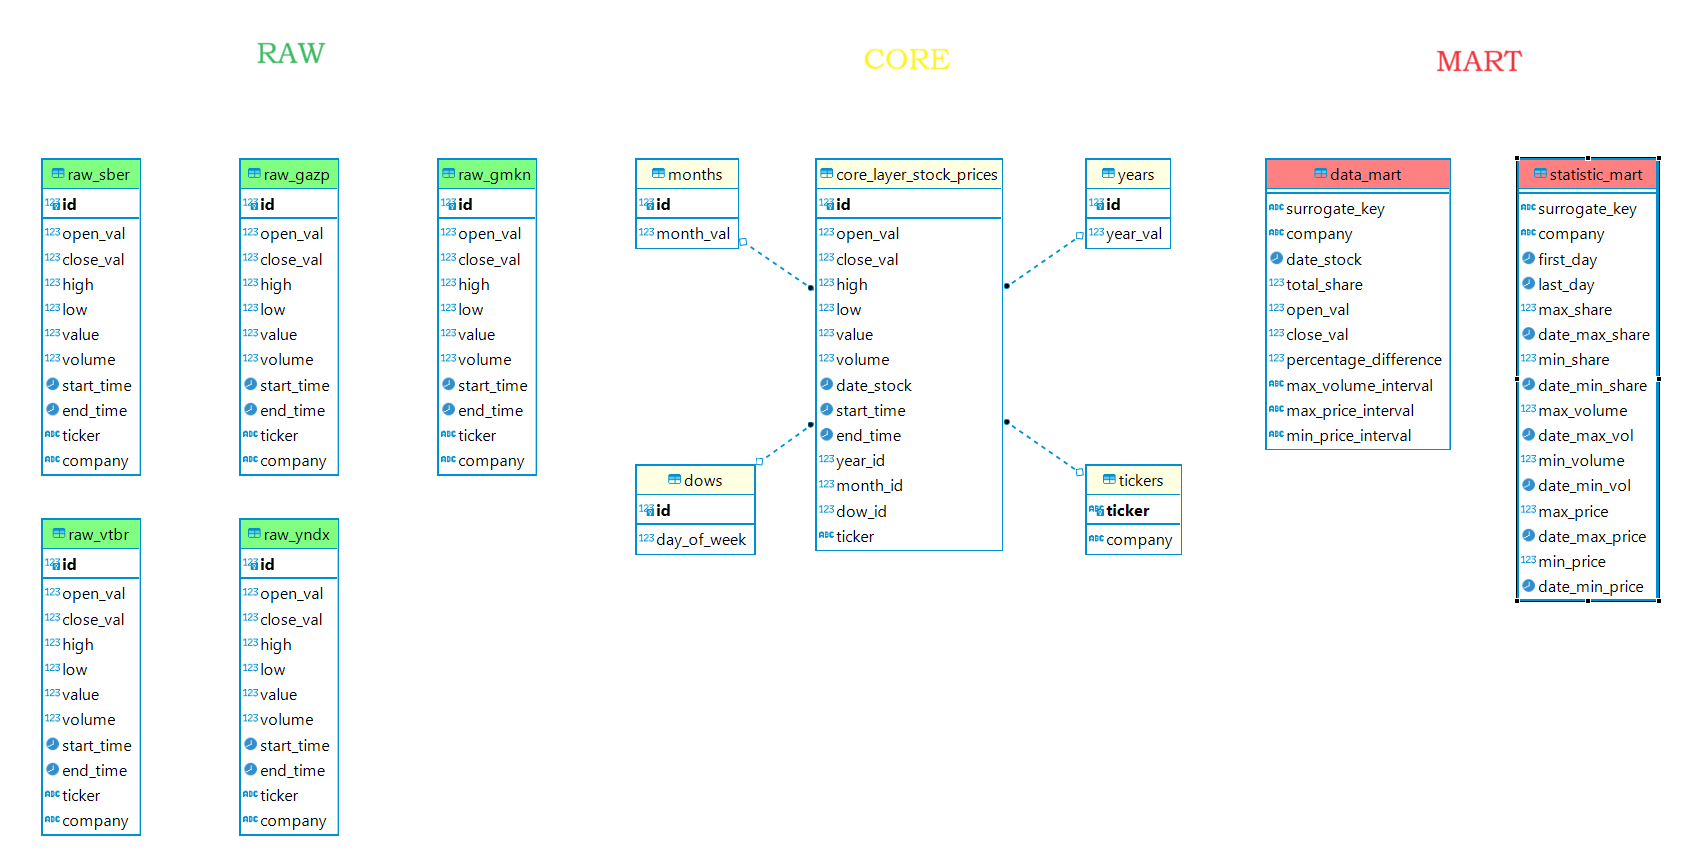 RAW
CORE
MART
raw_sber
id
open_val
close_val
high
low
value
volume
start_time
end_time
ticker
company
raw_gazp
id
open_val
close_val
high
low
value
volume
start_time
end_time
ticker
company
raw_gmkn
id
open_val
close_val
high
low
value
volume
start_time
end_time
ticker
company
raw_vtbr
id
open_val
close_val
high
low
value
volume
start_time
end_time
ticker
company
raw_yndx
id
open_val
close_val
high
low
value
volume
start_time
end_time
ticker
company
months
id
month_val
dows
id
day_of_week
core_layer_stock_prices
id
open_val
close_val
high
low
value
volume
date_stock
start_time
end_time
year_id
month_id
dow_id
ticker
years
id
year_val
tickers
ticker
company
data_mart
surrogate_key
company
date_stock
total_share
open_val
close_val
percentage_difference
max_volume_interval
max_price_interval
min_price_interval
statistic_mart
surrogate_key
company
first_day
last_day
max_share
date_max_share
min_share
date_min_share
max_volume
date_max_vol
min_volume
date_min_vol
max_price
date_max_price
min_price
date_min_price